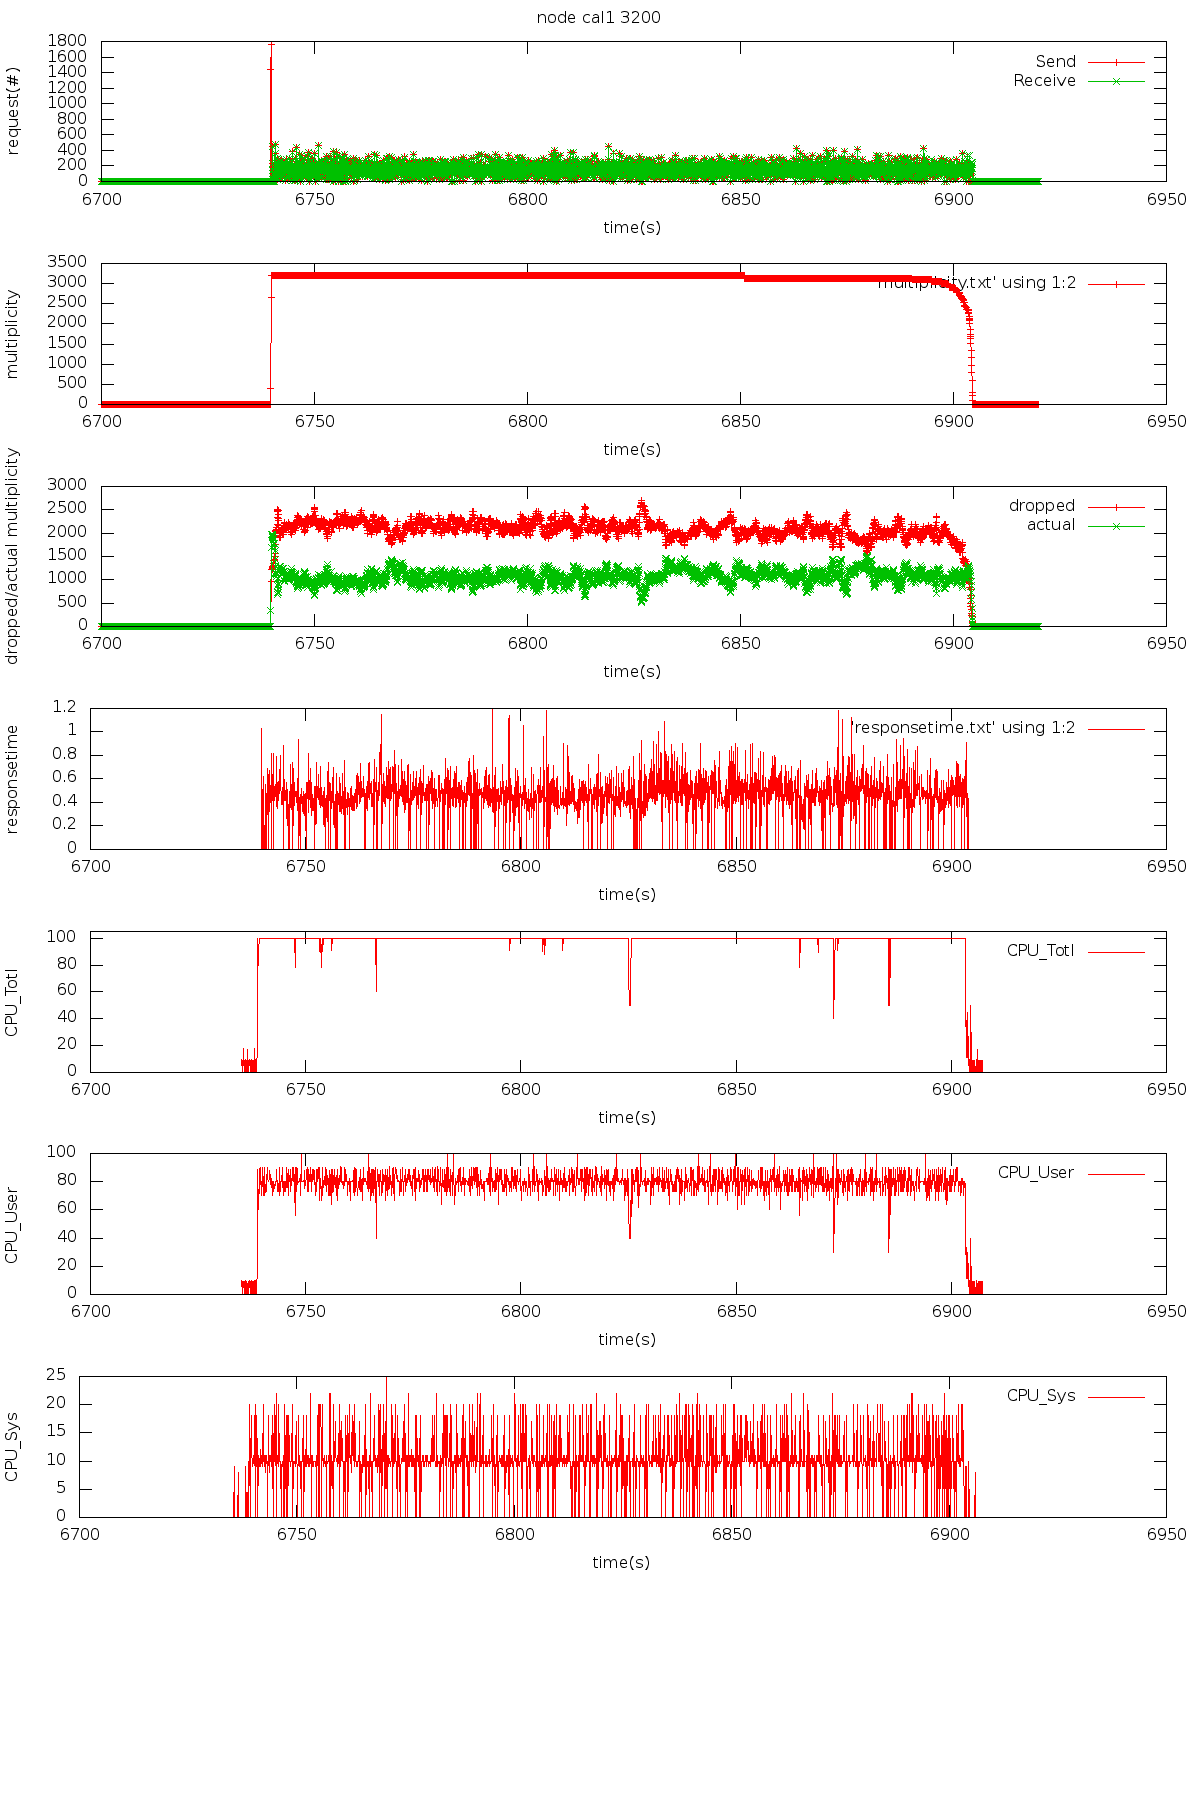 node cal1 3200
request(#)
1800
1600
1400
1200
1000
800
600
400
200
0
Send
Receive
6700 6750 6800 6850 6900 6950
time(s)
multiplicity
3500
3000
2500
2000
1500
1000
500
0
'multiplicity.txt' using 1:2
6700 6750 6800 6850 6900 6950
time(s)
dropped/actual multiplicity
3000
2500
2000
1500
1000
500
0
dropped
actual
6700 6750 6800 6850 6900 6950
time(s)
responsetime
1.2
1
0.8
0.6
0.4
0.2
0
'responsetime.txt' using 1:2
6700 6750 6800 6850 6900 6950
time(s)
CPU_Totl
100
80
60
40
20
0
CPU_Totl
6700 6750 6800 6850 6900 6950
time(s)
CPU_User
100
80
60
40
20
0
CPU_User
6700 6750 6800 6850 6900 6950
time(s)
CPU_Sys
25
20
15
10
5
0
CPU_Sys
6700 6750 6800 6850 6900 6950
time(s)